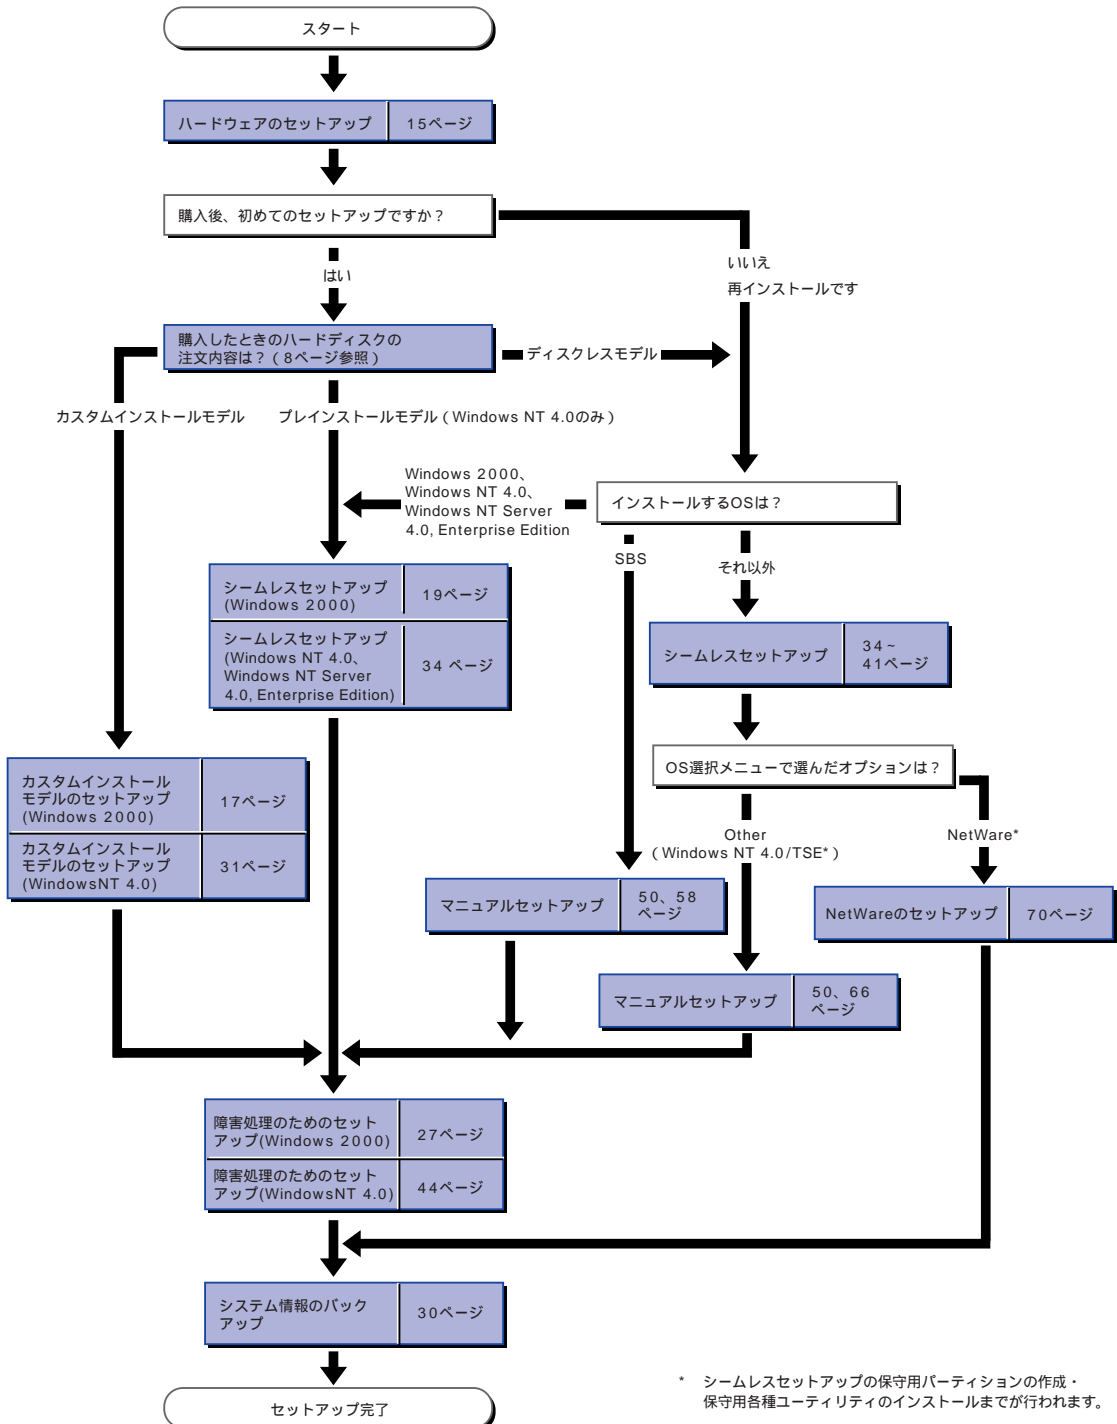 スタート
ハードウェアのセットアップ 15ページ
購入後、初めてのセットアップですか？
はい
いいえ
再インストールです
購入したときのハードディスクの
注文内容は？（8ページ参照）
ディスクレスモデル
カスタムインストールモデル
プレインストールモデル（Windows NT 4.0のみ）
Windows 2000、
Windows NT 4.0、
Windows NT Server
4.0, Enterprise Edition
インストールするOSは？
SBS
それ以外
シームレスセットアップ
(Windows 2000)
19ページ
シームレスセットアップ
(Windows NT 4.0、
Windows NT Server
4.0, Enterprise Edition)
34 ページ
シームレスセットアップ
34～
41ページ
OS選択メニューで選んだオプションは？
カスタムインストール
モデルのセットアップ
(Windows 2000)
17ページ
カスタムインストール
モデルのセットアップ
(WindowsNT 4.0)
31ページ
Other
（Windows NT 4.0/TSE*）
NetWare*
マニュアルセットアップ
50、58
ページ
NetWareのセットアップ 70ページ
マニュアルセットアップ
50、66
ページ
障害処理のためのセット
アップ(Windows 2000)
27ページ
障害処理のためのセット
アップ(WindowsNT 4.0)
44ページ
システム情報のバック
アップ
30ページ
セットアップ完了
* シームレスセットアップの保守用パーティションの作成・
保守用各種ユーティリティのインストールまでが行われます。